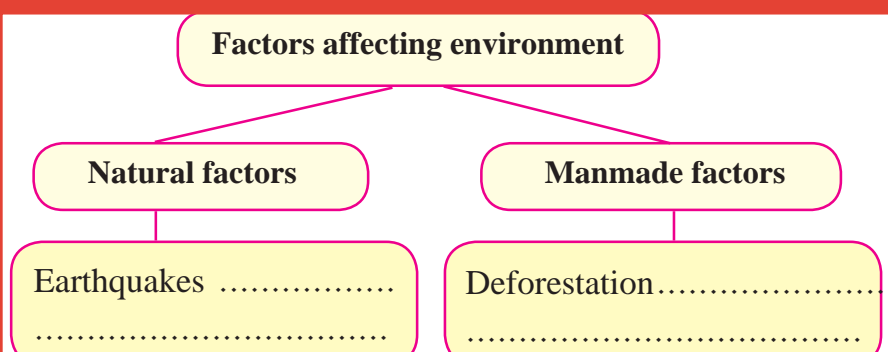 Factors affecting environment
Natural factors
Manmade factors
Earthquakes .................
..................................
Deforestation......................
......................................